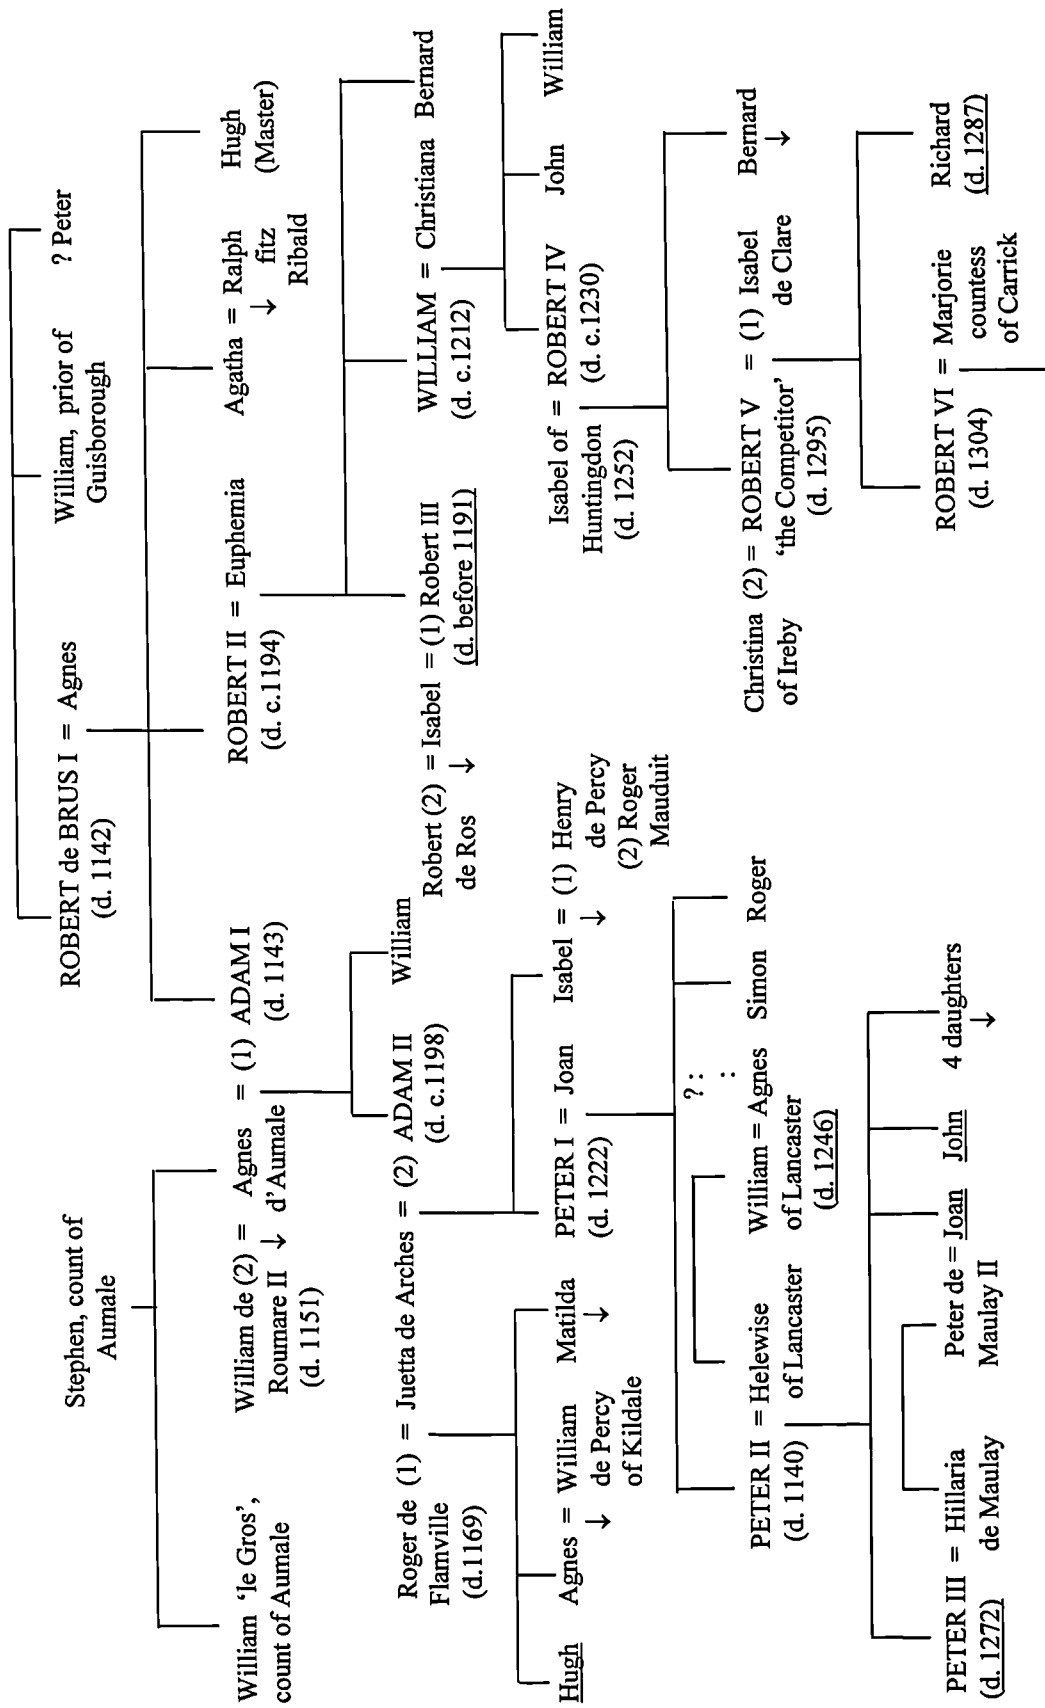 Stephen, count of
Aumale
ROBERT de BRUS I = Agnes
(d. 1142)
William, prior of
Guisborough
? Peter
William 'le Gros',
count of Aumale
William de (2) = Agnes = (1) ADAM I
Roumare II ↓ d'Aumale
(d. 1151)
(d. 1143)
ROBERT II = Euphemia
(d. c.1194)
Agatha = Ralph
↓ fitz
Ribald
Hugh
(Master)
Roger de (1) = Juetta de Arches = (2) ADAM II
Flamville
(d.1169)
(d. c.1198)
William
Robert (2) = Isabel = (1) Robert III
de Ros ↓
(d. before 1191)
WILLIAM = Christiana
(d. c.1212)
Bernard
Hugh
Agnes = William
↓ de Percy
of Kildale
Matilda
↓
PETER I = Joan
(d. 1222)
Isabel = (1) Henry
↓ de Percy
(2) Roger
Mauduit
Isabel of = ROBERT IV
Huntingdon (d. c.1230)
(d. 1252)
John
William
PETER II = Helewise
(d. 1140) of Lancaster
William = Agnes
of Lancaster
(d. 1246)
? :
:
Simon
Roger
Christina (2) = ROBERT V = (1) Isabel
of Ireby 'the Competitor' de Clare
(d. 1295)
Bernard
↓
PETER III = Hillaria
(d. 1272) de Maulay
Peter de = Joan
Maulay II
John
4 daughters
↓
ROBERT VI = Marjorie
(d. 1304) countess
of Carrick
Richard
(d. 1287)